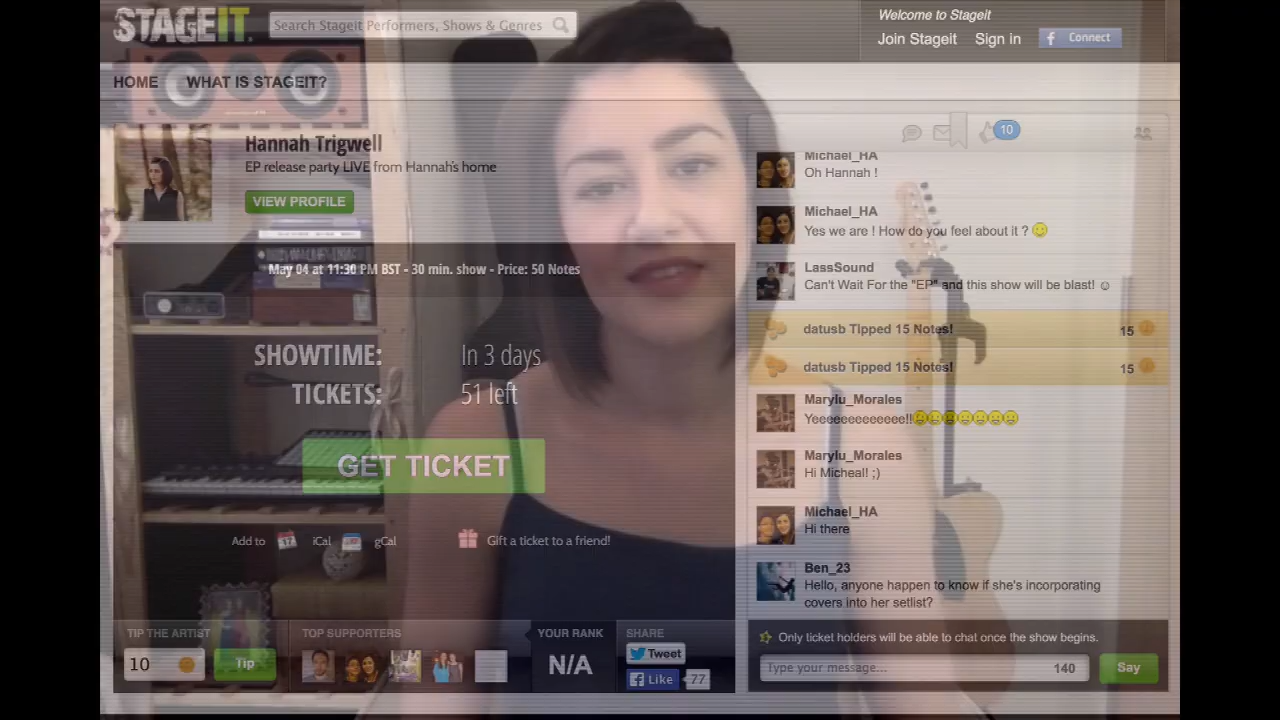 STAGEIT
Search Stageit Performers, Shows & Genres
Welcome to Stageit
Join Stageit Sign in f Connect
HOME WHAT IS STAGEIT?
Hannah Trigwell
EP release party LIVE from Hannah's home
VIEW PROFILE
May 04 at 11:30 PM BST - 30 min. show - Price: 50 Notes
SHOWTIME: In 3 days
TICKETS: 51 left
GET TICKET
Add to 17 iCal gCal Gift a ticket to a friend!
TIP THE ARTIST
10 Tip
TOP SUPPORTERS
YOUR RANK
N/A
SHARE
Tweet
f Like 77
10
Michael_HA
Oh Hannah !
Michael_HA
Yes we are ! How do you feel about it ?
LassSound
Can't Wait For the "EP" and this show will be blast! ☺
datusb Tipped 15 Notes! 15
datusb Tipped 15 Notes! 15
Marylu_Morales
Yeeeeeeeeeeeee!!
Marylu_Morales
Hi Micheal! ;)
Michael_HA
Hi there
Ben_23
Hello, anyone happen to know if she's incorporating
covers into her setlist?
Only ticket holders will be able to chat once the show begins.
Type your message... 140 Say